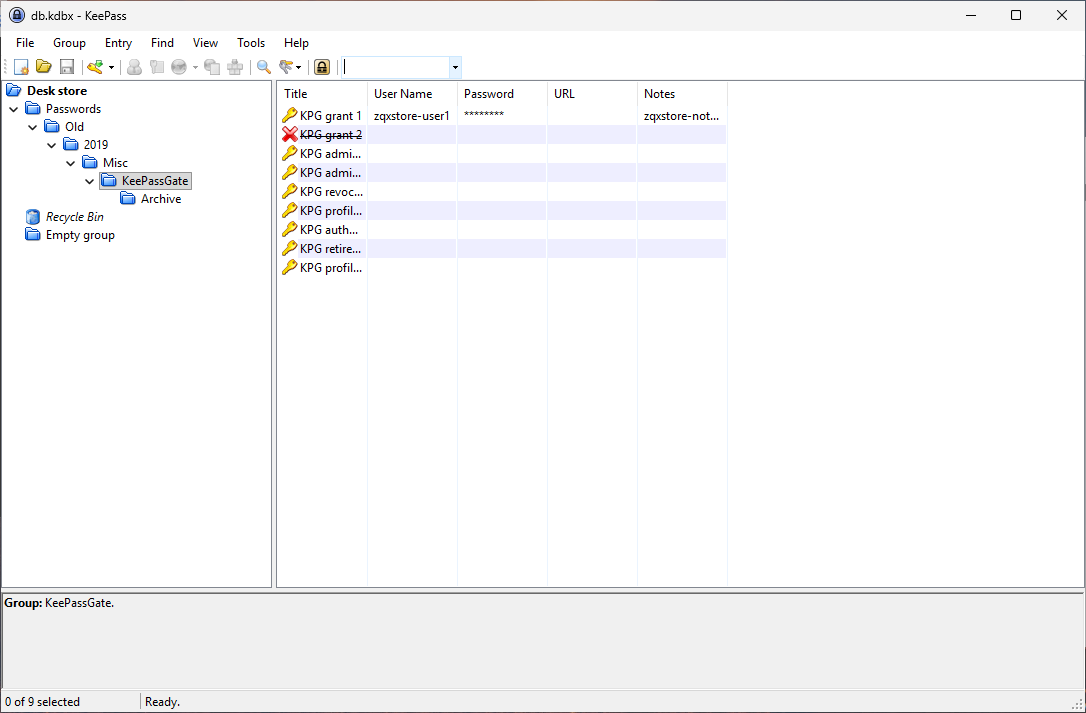 db.kdbx - KeePass
File Group Entry Find View Tools Help
Desk store
Passwords
Old
2019
Misc
KeePassGate
Archive
Recycle Bin
Empty group
Title User Name Password URL Notes
KPG grant 1 zqxstore-user1 ******** zqxstore-not...
KPG grant 2
KPG admi...
KPG admi...
KPG revoc...
KPG profil...
KPG auth...
KPG retire...
KPG profil...
Group: KeePassGate.
0 of 9 selected Ready.